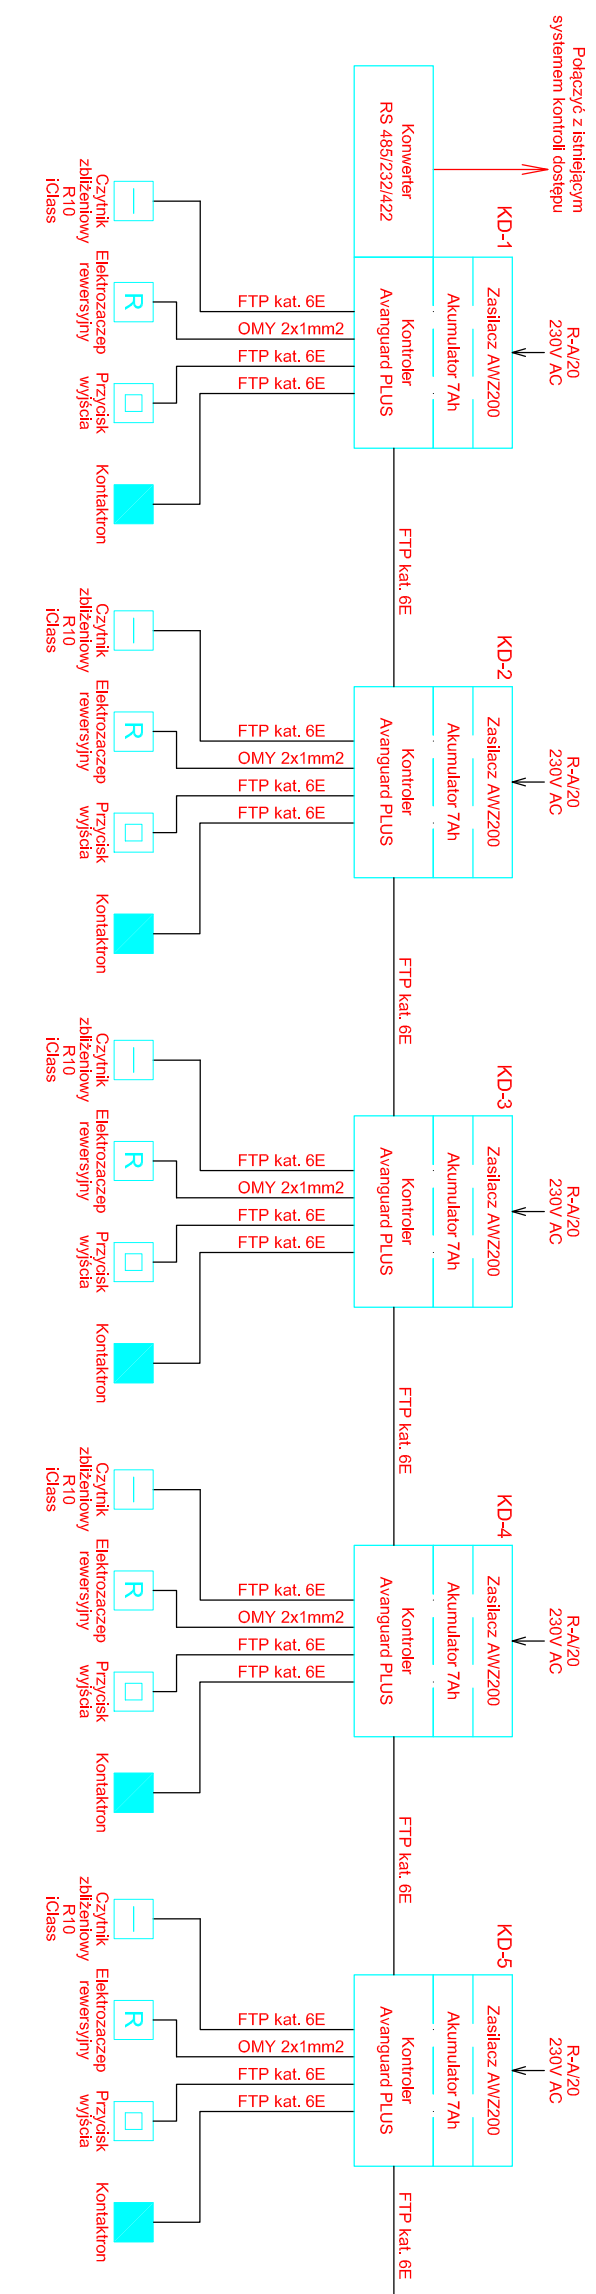 Połączyć z istniejącym
systemem kontroli dostępu
Konwerter
RS 485/232/422
KD-1
R-A/20
230V AC
Zasilacz AWZ200
Akumulator 7Ah
Kontroler
Avanguard PLUS
FTP kat. 6E
OMY 2x1mm2
FTP kat. 6E
FTP kat. 6E
Czytnik
zbliżeniowy
R10
iClass
Elektrozaczep
rewersyjny
R
Przycisk
wyjścia
Kontaktron
FTP kat. 6E
KD-2
R-A/20
230V AC
Zasilacz AWZ200
Akumulator 7Ah
Kontroler
Avanguard PLUS
FTP kat. 6E
OMY 2x1mm2
FTP kat. 6E
FTP kat. 6E
Czytnik
zbliżeniowy
R10
iClass
Elektrozaczep
rewersyjny
R
Przycisk
wyjścia
Kontaktron
FTP kat. 6E
KD-3
R-A/20
230V AC
Zasilacz AWZ200
Akumulator 7Ah
Kontroler
Avanguard PLUS
FTP kat. 6E
OMY 2x1mm2
FTP kat. 6E
FTP kat. 6E
Czytnik
zbliżeniowy
R10
iClass
Elektrozaczep
rewersyjny
R
Przycisk
wyjścia
Kontaktron
FTP kat. 6E
KD-4
R-A/20
230V AC
Zasilacz AWZ200
Akumulator 7Ah
Kontroler
Avanguard PLUS
FTP kat. 6E
OMY 2x1mm2
FTP kat. 6E
FTP kat. 6E
Czytnik
zbliżeniowy
R10
iClass
Elektrozaczep
rewersyjny
R
Przycisk
wyjścia
Kontaktron
FTP kat. 6E
KD-5
R-A/20
230V AC
Zasilacz AWZ200
Akumulator 7Ah
Kontroler
Avanguard PLUS
FTP kat. 6E
OMY 2x1mm2
FTP kat. 6E
FTP kat. 6E
Czytnik
zbliżeniowy
R10
iClass
Elektrozaczep
rewersyjny
R
Przycisk
wyjścia
Kontaktron
FTP kat. 6E